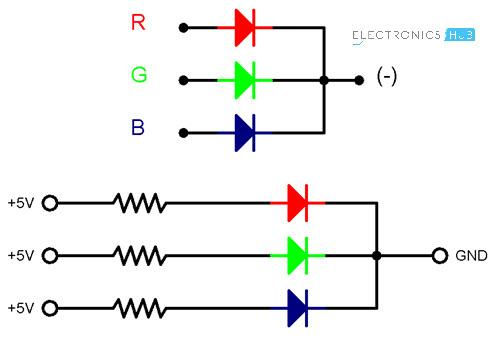 R
ELECTRONICS HUB
G
(-)
B
+5V
+5V
GND
+5V